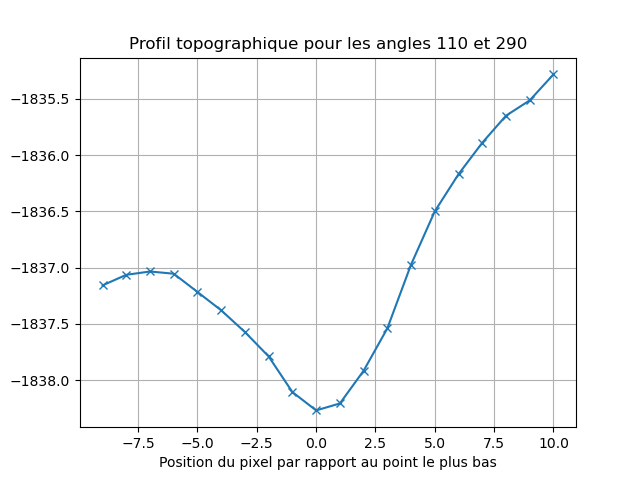 Profil topographique pour les angles 110 et 290
−1835.5
−1836.0
−1836.5
−1837.0
−1837.5
−1838.0
−7.5 −5.0 −2.5 0.0 2.5 5.0 7.5 10.0
Position du pixel par rapport au point le plus bas